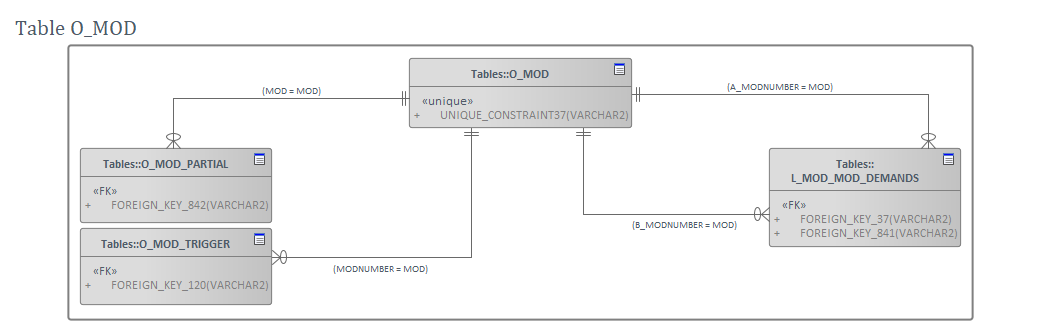 Table O_MOD
Tables::O_MOD
«unique»
+ UNIQUE_CONSTRAINT37(VARCHAR2)
(MOD = MOD)
(A_MODNUMBER = MOD)
Tables::O_MOD_PARTIAL
«FK»
+ FOREIGN_KEY_842(VARCHAR2)
Tables::
L_MOD_MOD_DEMANDS
«FK»
+ FOREIGN_KEY_37(VARCHAR2)
+ FOREIGN_KEY_841(VARCHAR2)
(B_MODNUMBER = MOD)
Tables::O_MOD_TRIGGER
«FK»
+ FOREIGN_KEY_120(VARCHAR2)
(MODNUMBER = MOD)